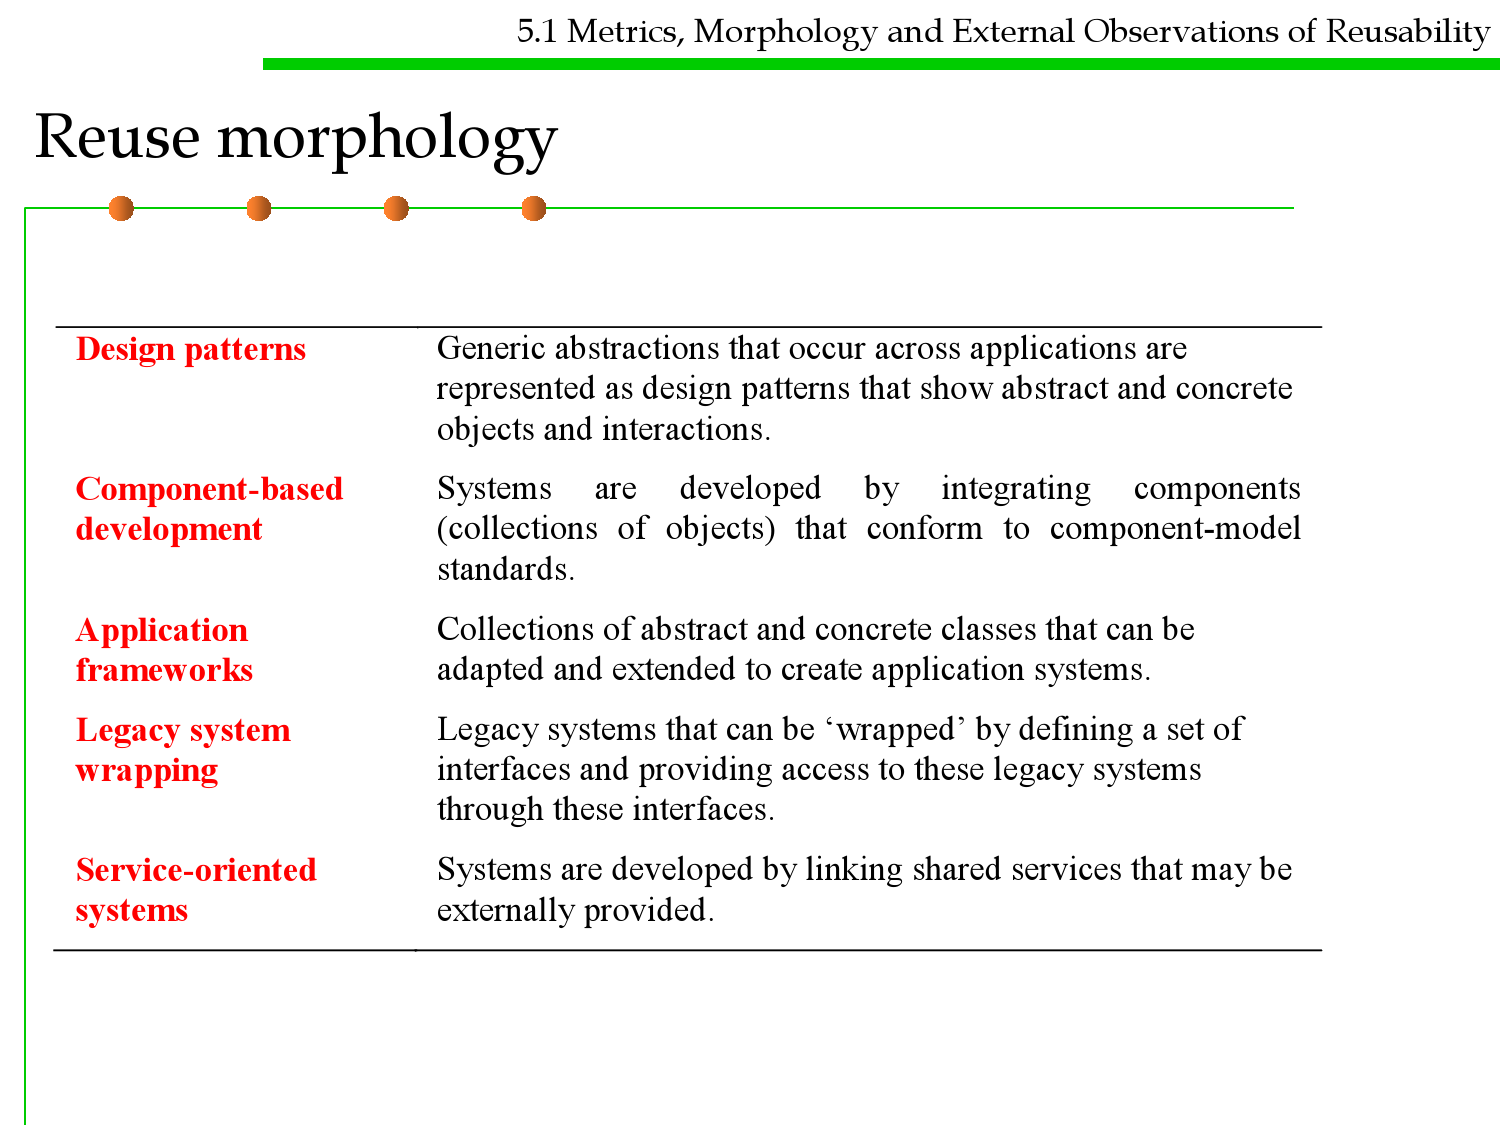 5.1 Metrics, Morphology and External Observations of Reusability
Reuse morphology
Design patterns
Generic abstractions that occur across applications are
represented as design patterns that show abstract and concrete
objects and interactions.
Component-based
development
Systems are developed by integrating components
(collections of objects) that conform to component-model
standards.
Application
frameworks
Collections of abstract and concrete classes that can be
adapted and extended to create application systems.
Legacy system
wrapping
Legacy systems that can be ‘wrapped’ by defining a set of
interfaces and providing access to these legacy systems
through these interfaces.
Service-oriented
systems
Systems are developed by linking shared services that may be
externally provided.